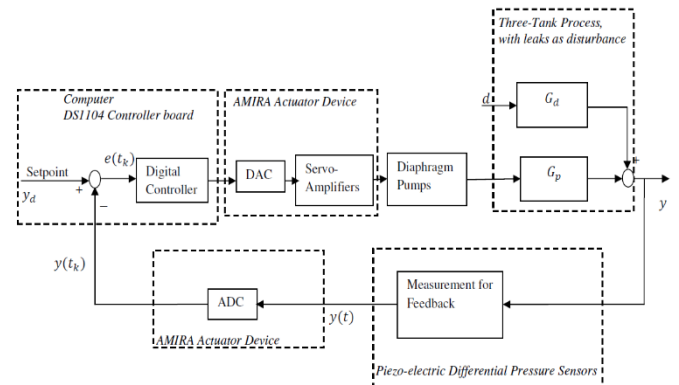 Three-Tank Process,
with leaks as disturbance
Computer
DS1104 Controller board
AMIRA Actuator Device
d
G_d
e(t_k)
+
Setpoint
+
y_d
−
Digital
Controller
DAC
Servo-
Amplifiers
Diaphragm
Pumps
G_p
y
y(t_k)
ADC
y(t)
Measurement for
Feedback
AMIRA Actuator Device
Piezo-electric Differential Pressure Sensors